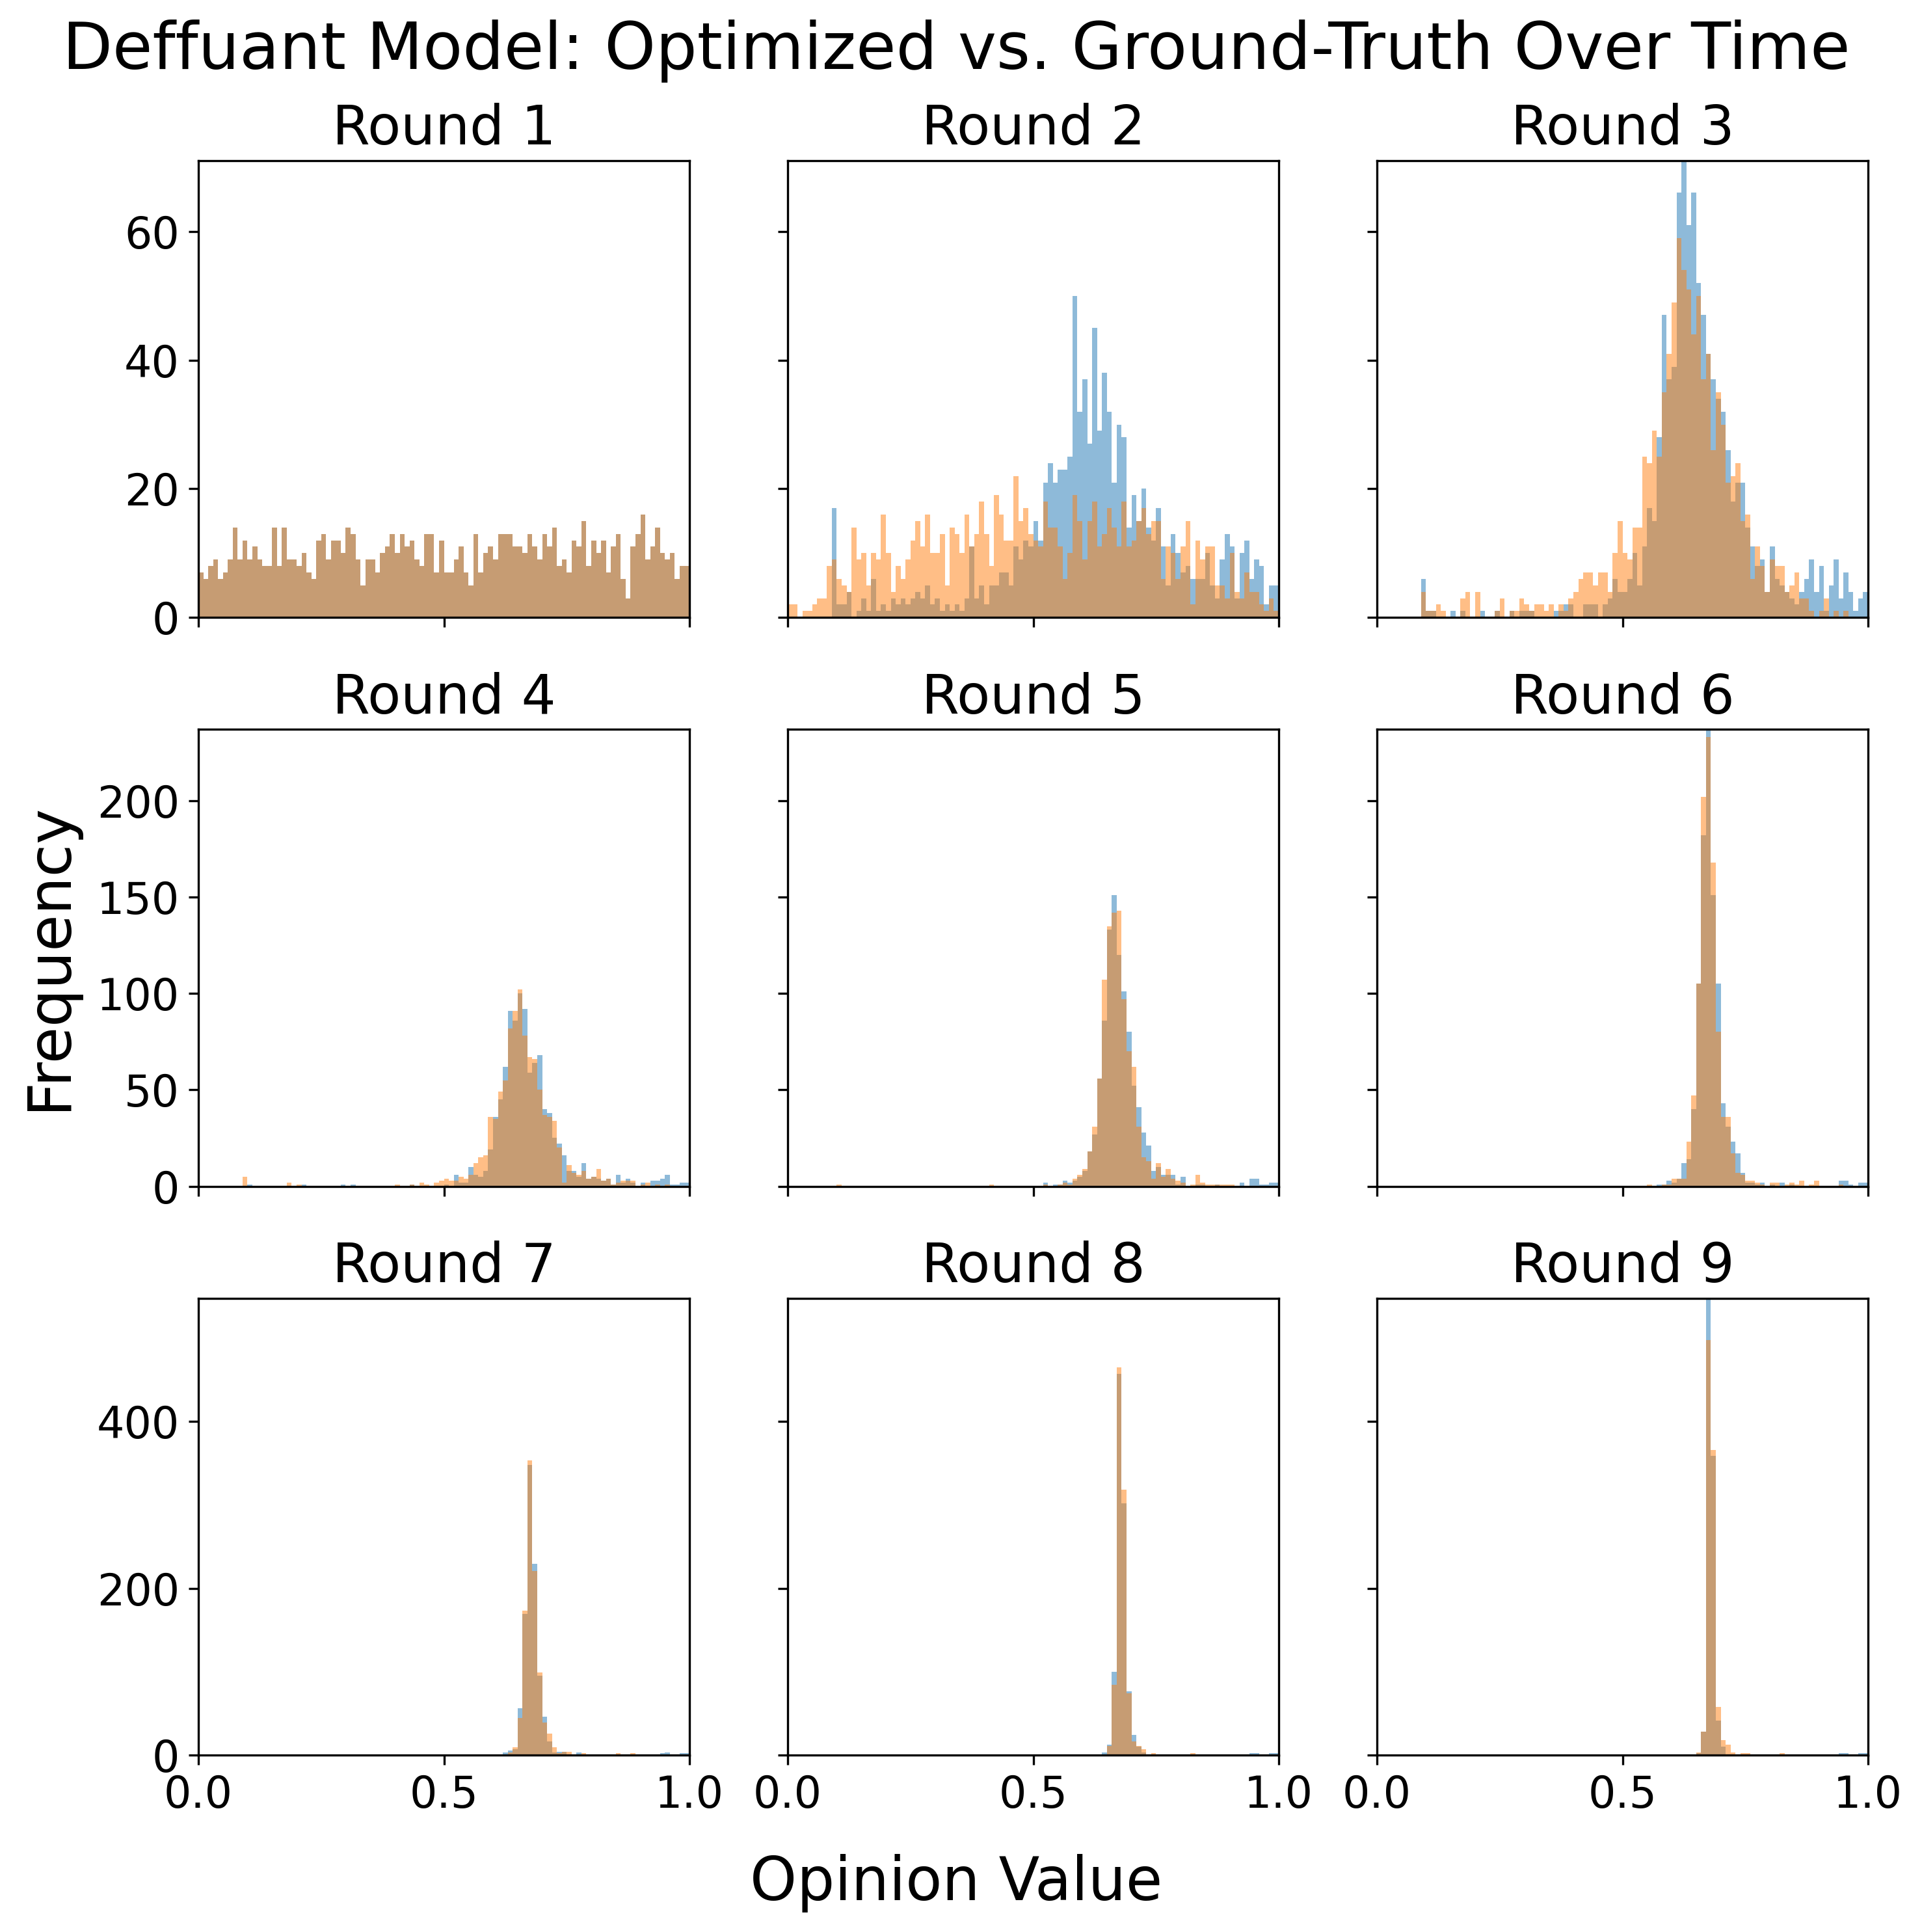 Deffuant Model: Optimized vs. Ground-Truth Over Time
Round 1
Round 2
Round 3
60
40
20
0
Round 4
Round 5
Round 6
Frequency
200
150
100
50
0
Round 7
Round 8
Round 9
400
200
0
0.0 0.5 1.0 0.0 0.5 1.0 0.0 0.5 1.0
Opinion Value